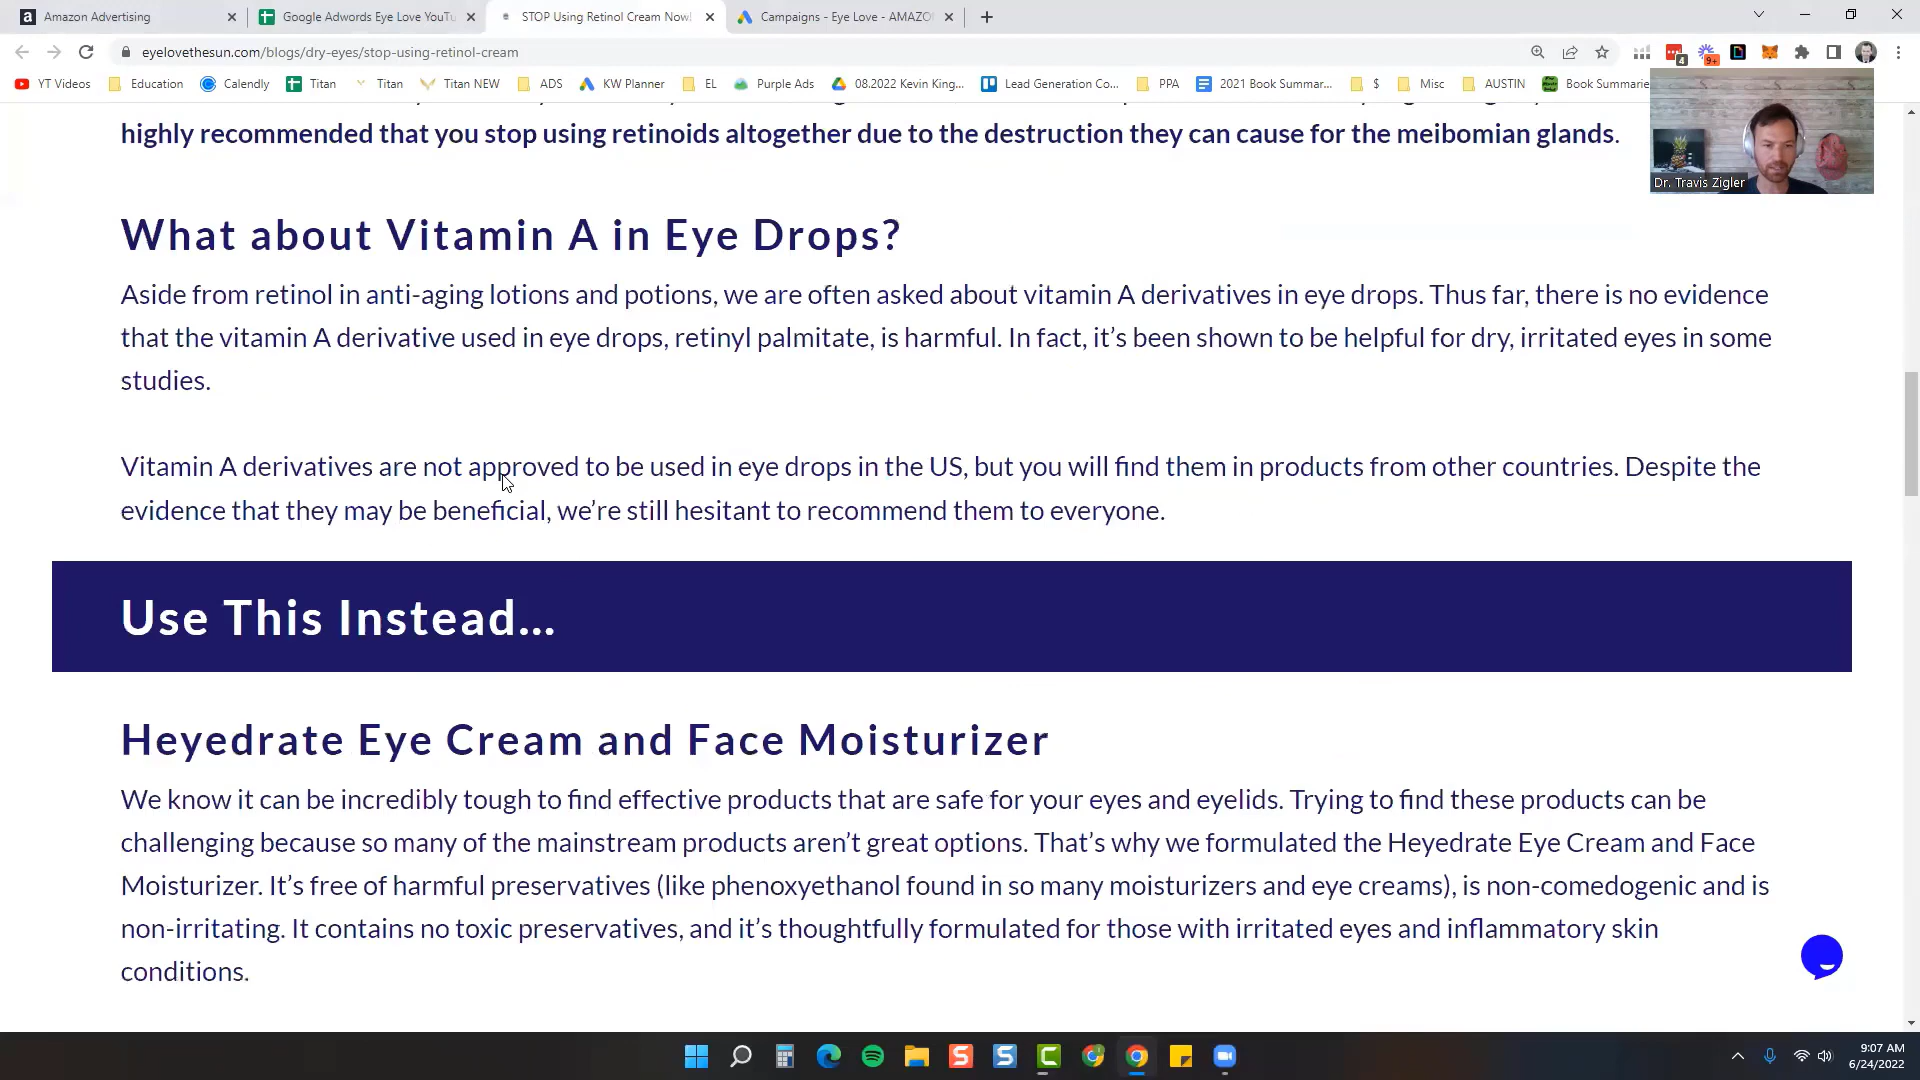 Amazon Advertising
Google Adwords Eye Love YouTu
STOP Using Retinol Cream Now!
Campaigns - Eye Love - AMAZO
eyelovethesun.com/blogs/dry-eyes/stop-using-retinol-cream
4
9+
YT Videos
Education
Calendly
Titan
Titan
Titan NEW
ADS
KW Planner
EL
Purple Ads
08.2022 Kevin King...
Lead Generation Co...
PPA
2021 Book Summar...
$
Misc
AUSTIN
Book Summarie
Dr. Travis Zigler
highly recommended that you stop using retinoids altogether due to the destruction they can cause for the meibomian glands.
What about Vitamin A in Eye Drops?
Aside from retinol in anti-aging lotions and potions, we are often asked about vitamin A derivatives in eye drops. Thus far, there is no evidence
that the vitamin A derivative used in eye drops, retinyl palmitate, is harmful. In fact, it’s been shown to be helpful for dry, irritated eyes in some
studies.
Vitamin A derivatives are not approved to be used in eye drops in the US, but you will find them in products from other countries. Despite the
evidence that they may be beneficial, we’re still hesitant to recommend them to everyone.
Use This Instead...
Heyedrate Eye Cream and Face Moisturizer
We know it can be incredibly tough to find effective products that are safe for your eyes and eyelids. Trying to find these products can be
challenging because so many of the mainstream products aren’t great options. That’s why we formulated the Heyedrate Eye Cream and Face
Moisturizer. It’s free of harmful preservatives (like phenoxyethanol found in so many moisturizers and eye creams), is non-comedogenic and is
non-irritating. It contains no toxic preservatives, and it’s thoughtfully formulated for those with irritated eyes and inflammatory skin
conditions.
9:07 AM
6/24/2022